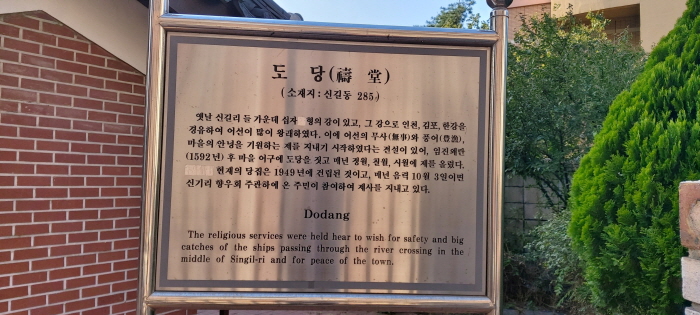 도 당(禱 堂)
(소재지:신길동 285.)
옛날 신길리 들 가운데 십자 형의 강이 있고, 그 강으로 인천, 김포, 한강을
경유하여 어선이 많이 왕래하였다. 이에 어선의 무사(無事)와 풍어(豊漁),
마을의 안녕을 기원하는 제를 지내기 시작하였다는 전설이 있어, 임진왜란
(1592년) 후 마을 어구에 도당을 짓고 매년 정월, 칠월, 시월에 제를 올렸다.
현재의 당집은 1949년에 건립된 것이고, 매년 음력 10월 3일이면
신기리 향우회 주관하에 온 주민이 참여하여 제사를 지내고 있다.
Dodang
The religious services were held hear to wish for safety and big
catches of the ships passing through the river crossing in the
middle of Singil-ri and for peace of the town.